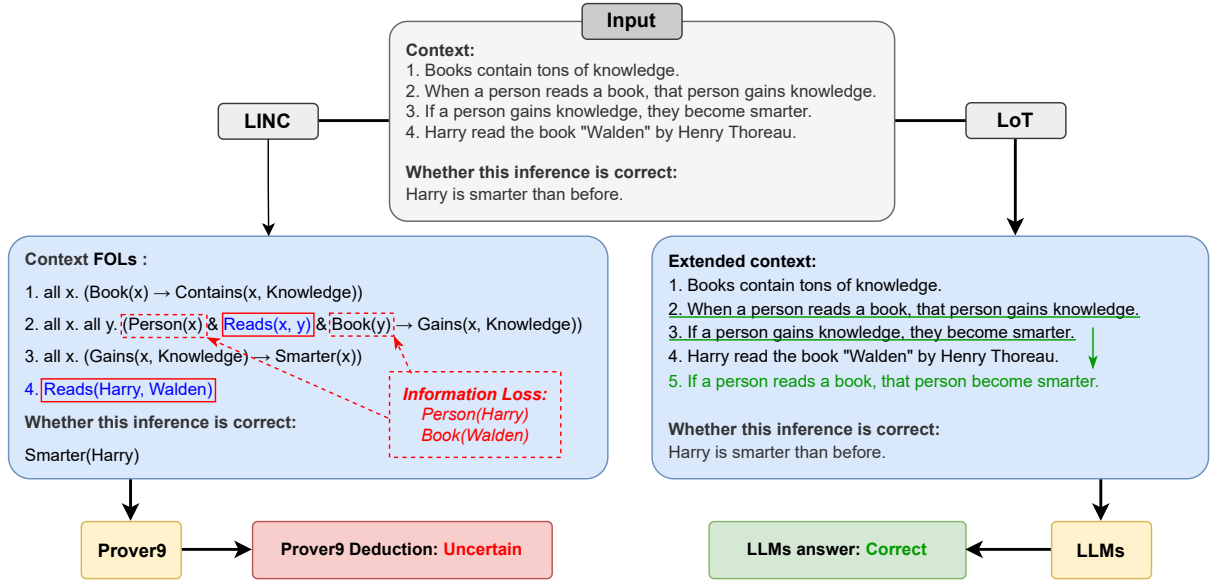 Input
Context:
1. Books contain tons of knowledge.
2. When a person reads a book, that person gains knowledge.
3. If a person gains knowledge, they become smarter.
4. Harry read the book "Walden" by Henry Thoreau.
Whether this inference is correct:
Harry is smarter than before.
LINC
LoT
Context FOLs :
1. all x. (Book(x) → Contains(x, Knowledge))
2. all x. all y. (Person(x) & Reads(x, y) & Book(y) → Gains(x, Knowledge))
3. all x. (Gains(x, Knowledge) → Smarter(x))
4. Reads(Harry, Walden)
Information Loss:
Person(Harry)
Book(Walden)
Whether this inference is correct:
Smarter(Harry)
Extended context:
1. Books contain tons of knowledge.
2. When a person reads a book, that person gains knowledge.
3. If a person gains knowledge, they become smarter.
4. Harry read the book "Walden" by Henry Thoreau.
5. If a person reads a book, that person become smarter.
Whether this inference is correct:
Harry is smarter than before.
Prover9
Prover9 Deduction: Uncertain
LLMs answer: Correct
LLMs